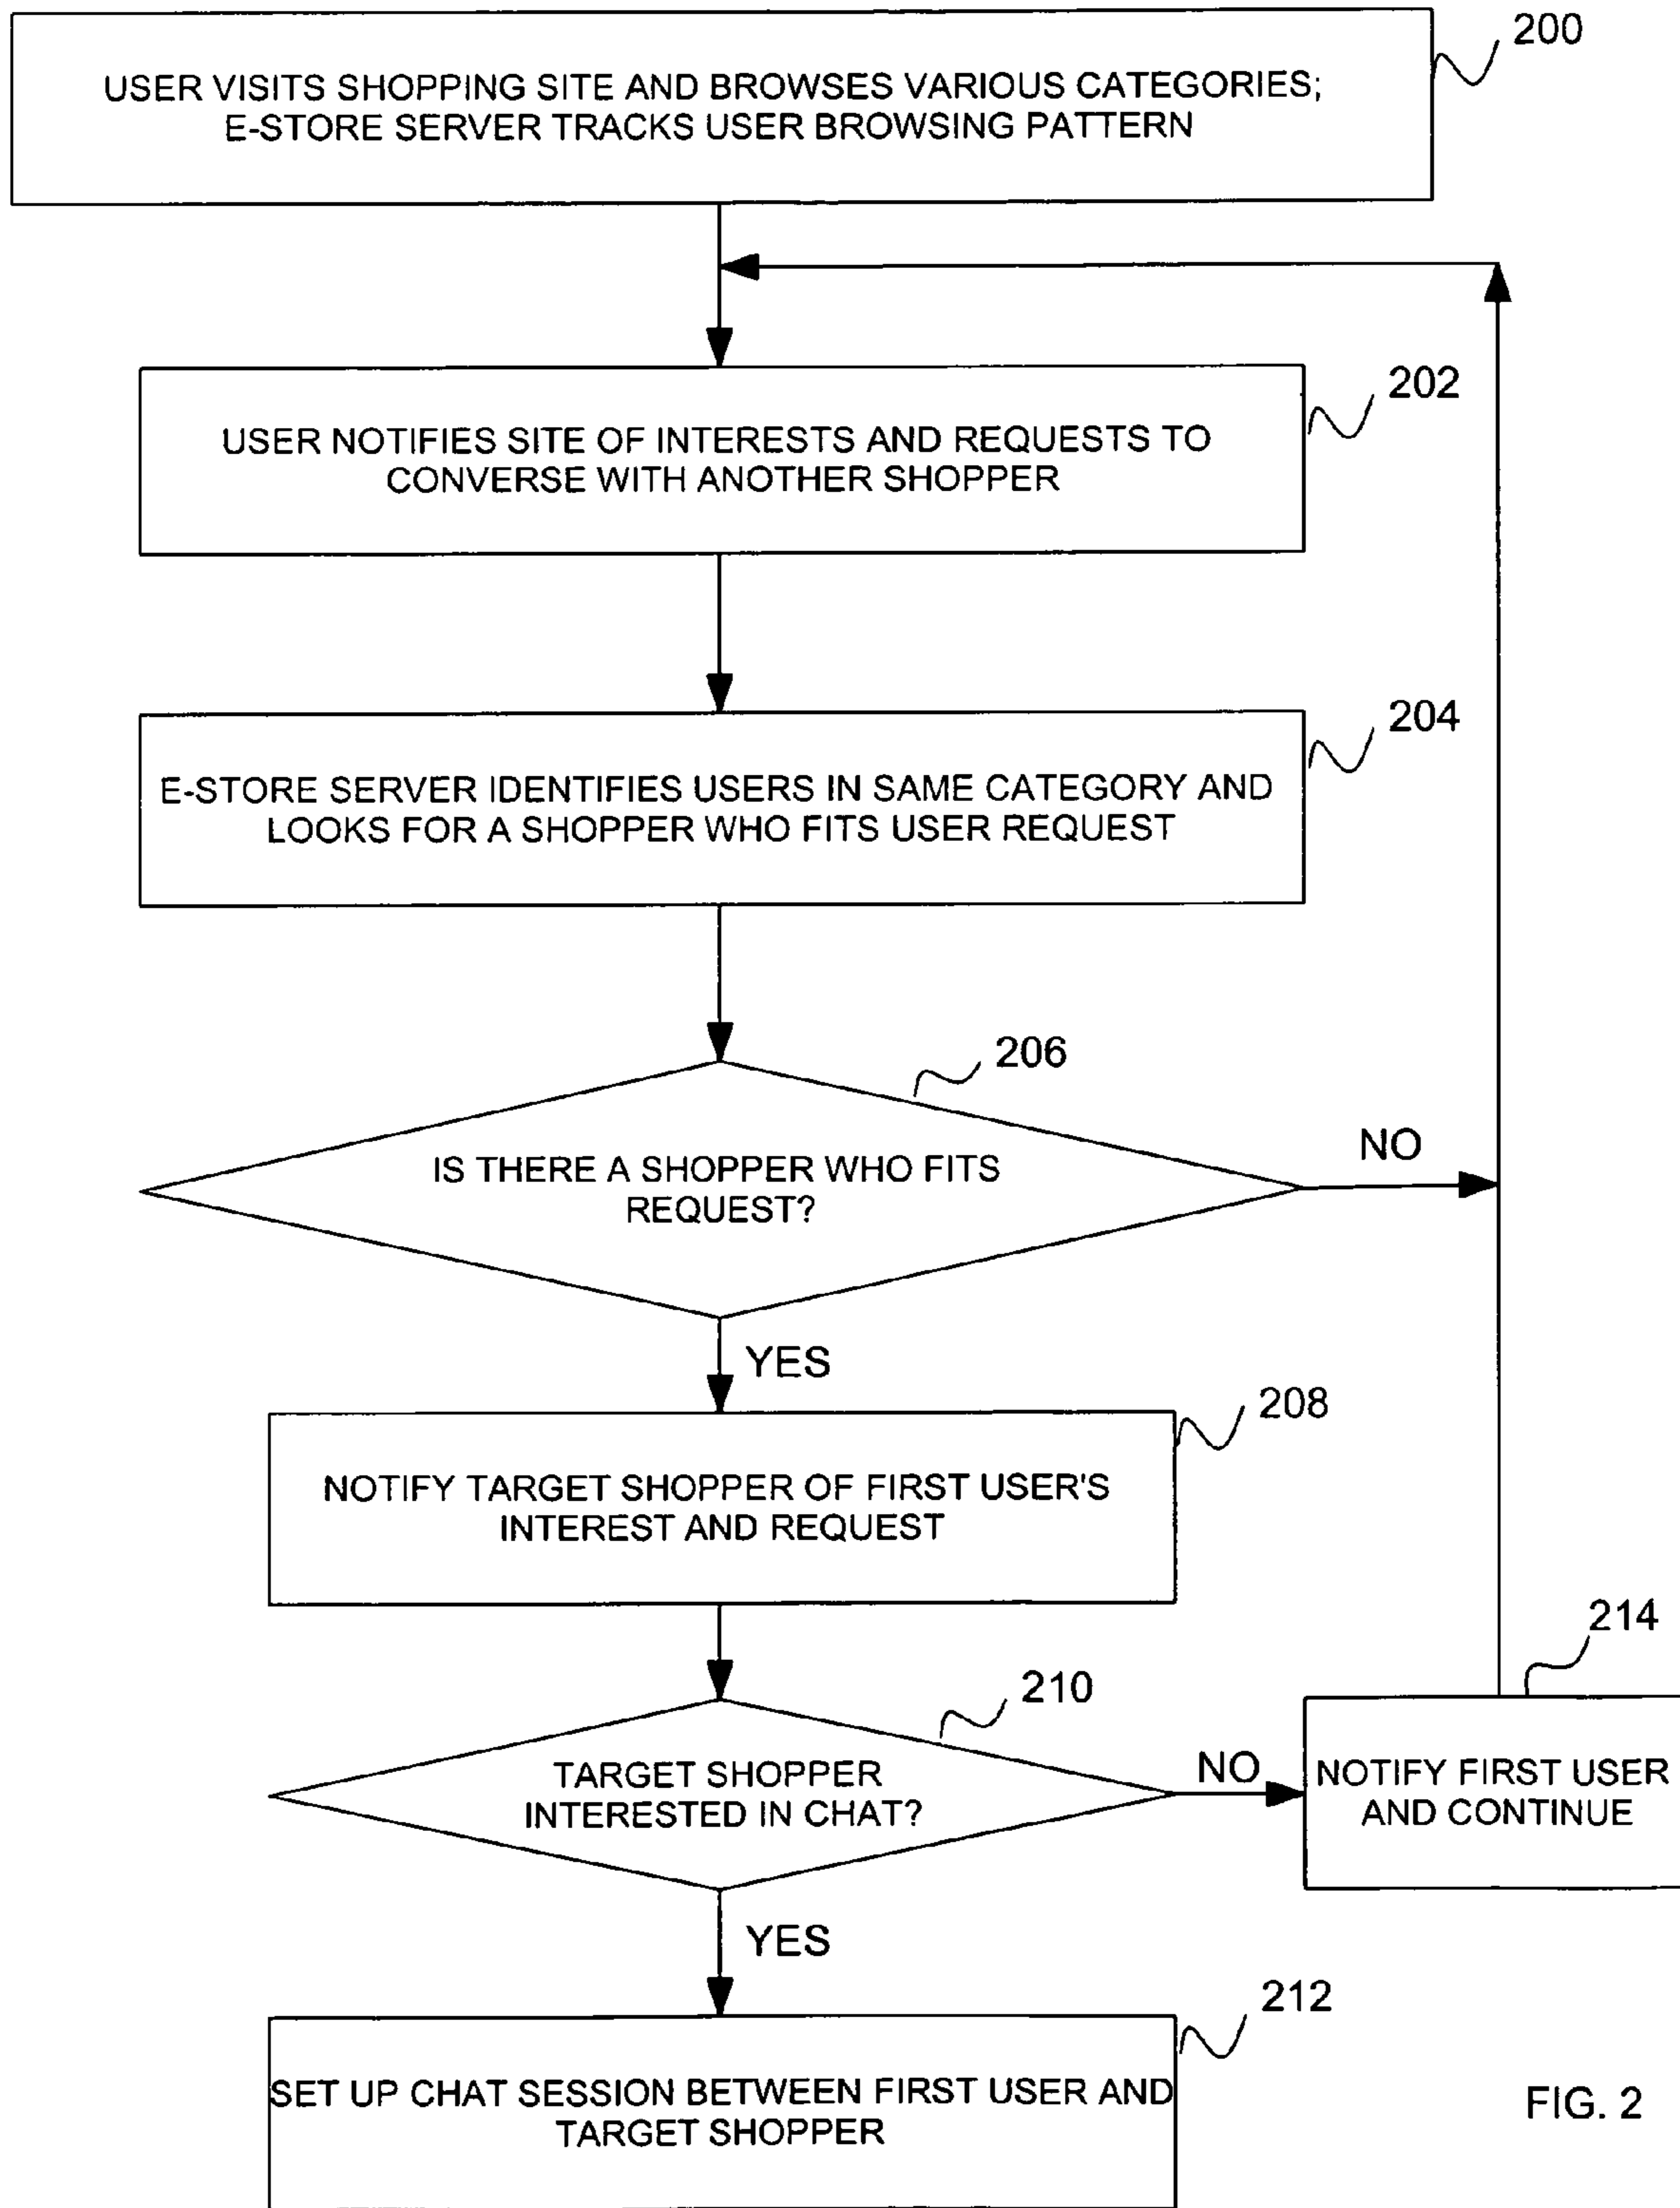 200
USER VISITS SHOPPING SITE AND BROWSES VARIOUS CATEGORIES;
E-STORE SERVER TRACKS USER BROWSING PATTERN
202
USER NOTIFIES SITE OF INTERESTS AND REQUESTS TO
CONVERSE WITH ANOTHER SHOPPER
204
E-STORE SERVER IDENTIFIES USERS IN SAME CATEGORY AND
LOOKS FOR A SHOPPER WHO FITS USER REQUEST
206
IS THERE A SHOPPER WHO FITS
REQUEST?
NO
YES
208
NOTIFY TARGET SHOPPER OF FIRST USER'S
INTEREST AND REQUEST
210
TARGET SHOPPER
INTERESTED IN CHAT?
NO
214
NOTIFY FIRST USER
AND CONTINUE
YES
212
SET UP CHAT SESSION BETWEEN FIRST USER AND
TARGET SHOPPER
FIG. 2